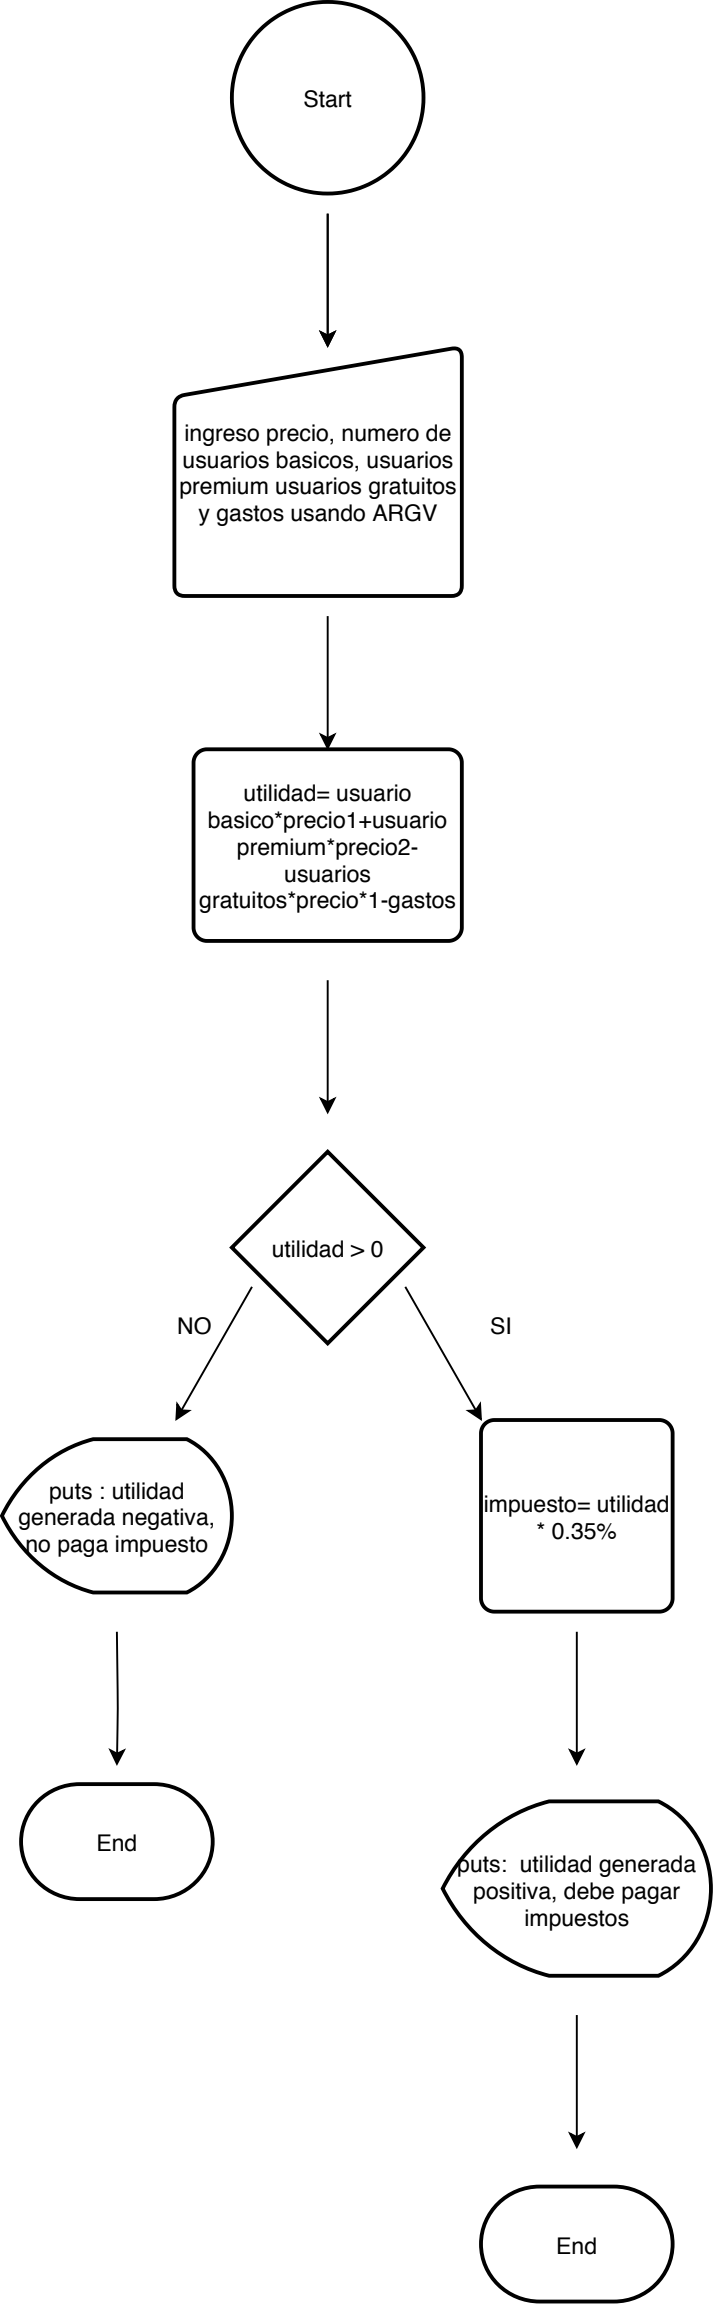 Start
ingreso precio, numero de
usuarios basicos, usuarios
premium usuarios gratuitos
y gastos usando ARGV
utilidad= usuario
basico*precio1+usuario
premium*precio2-
usuarios
gratuitos*precio*1-gastos
utilidad > 0
NO
SI
puts : utilidad
generada negativa,
no paga impuesto
impuesto= utilidad
* 0.35%
End
puts:  utilidad generada
positiva, debe pagar
impuestos
End